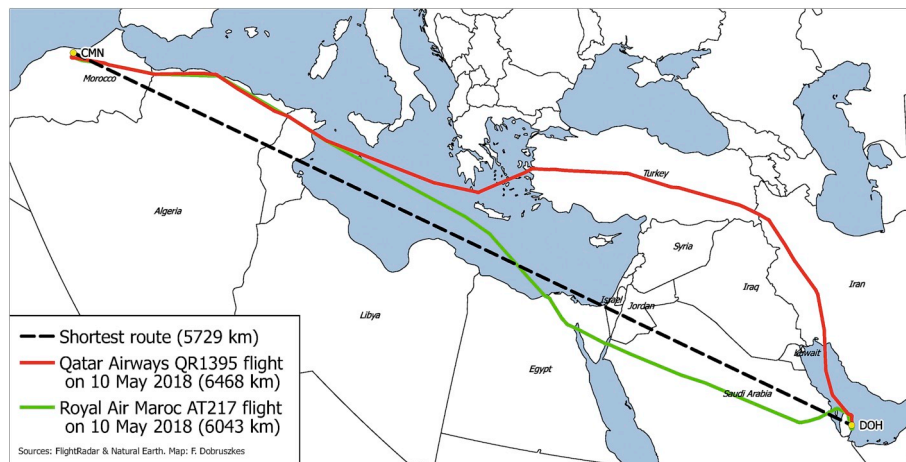 CMN
Morocco
Turkey
Algeria
Syria
Israel
Jordan
Iraq
Iran
Libya
Egypt
Kuwait
Saudi Arabia
DOH
Shortest route (5729 km)
Qatar Airways QR1395 flight
on 10 May 2018 (6468 km)
Royal Air Maroc AT217 flight
on 10 May 2018 (6043 km)
Sources: FlightRadar & Natural Earth. Map: F. Dobruszkes